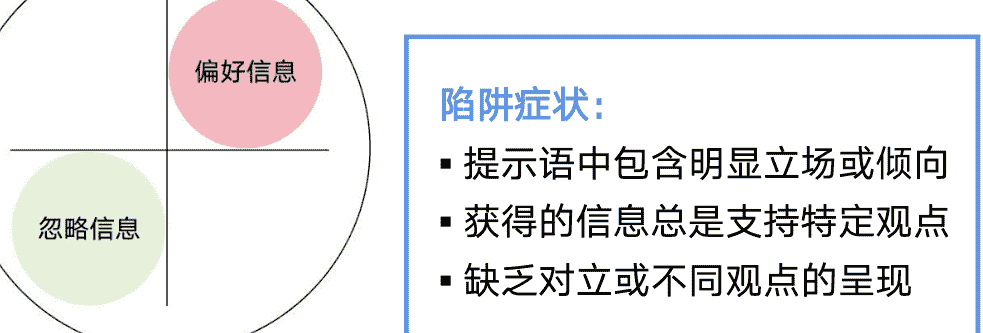 偏好信息
忽略信息
陷阱症状：
▪ 提示语中包含明显立场或倾向
▪ 获得的信息总是支持特定观点
▪ 缺乏对立或不同观点的呈现